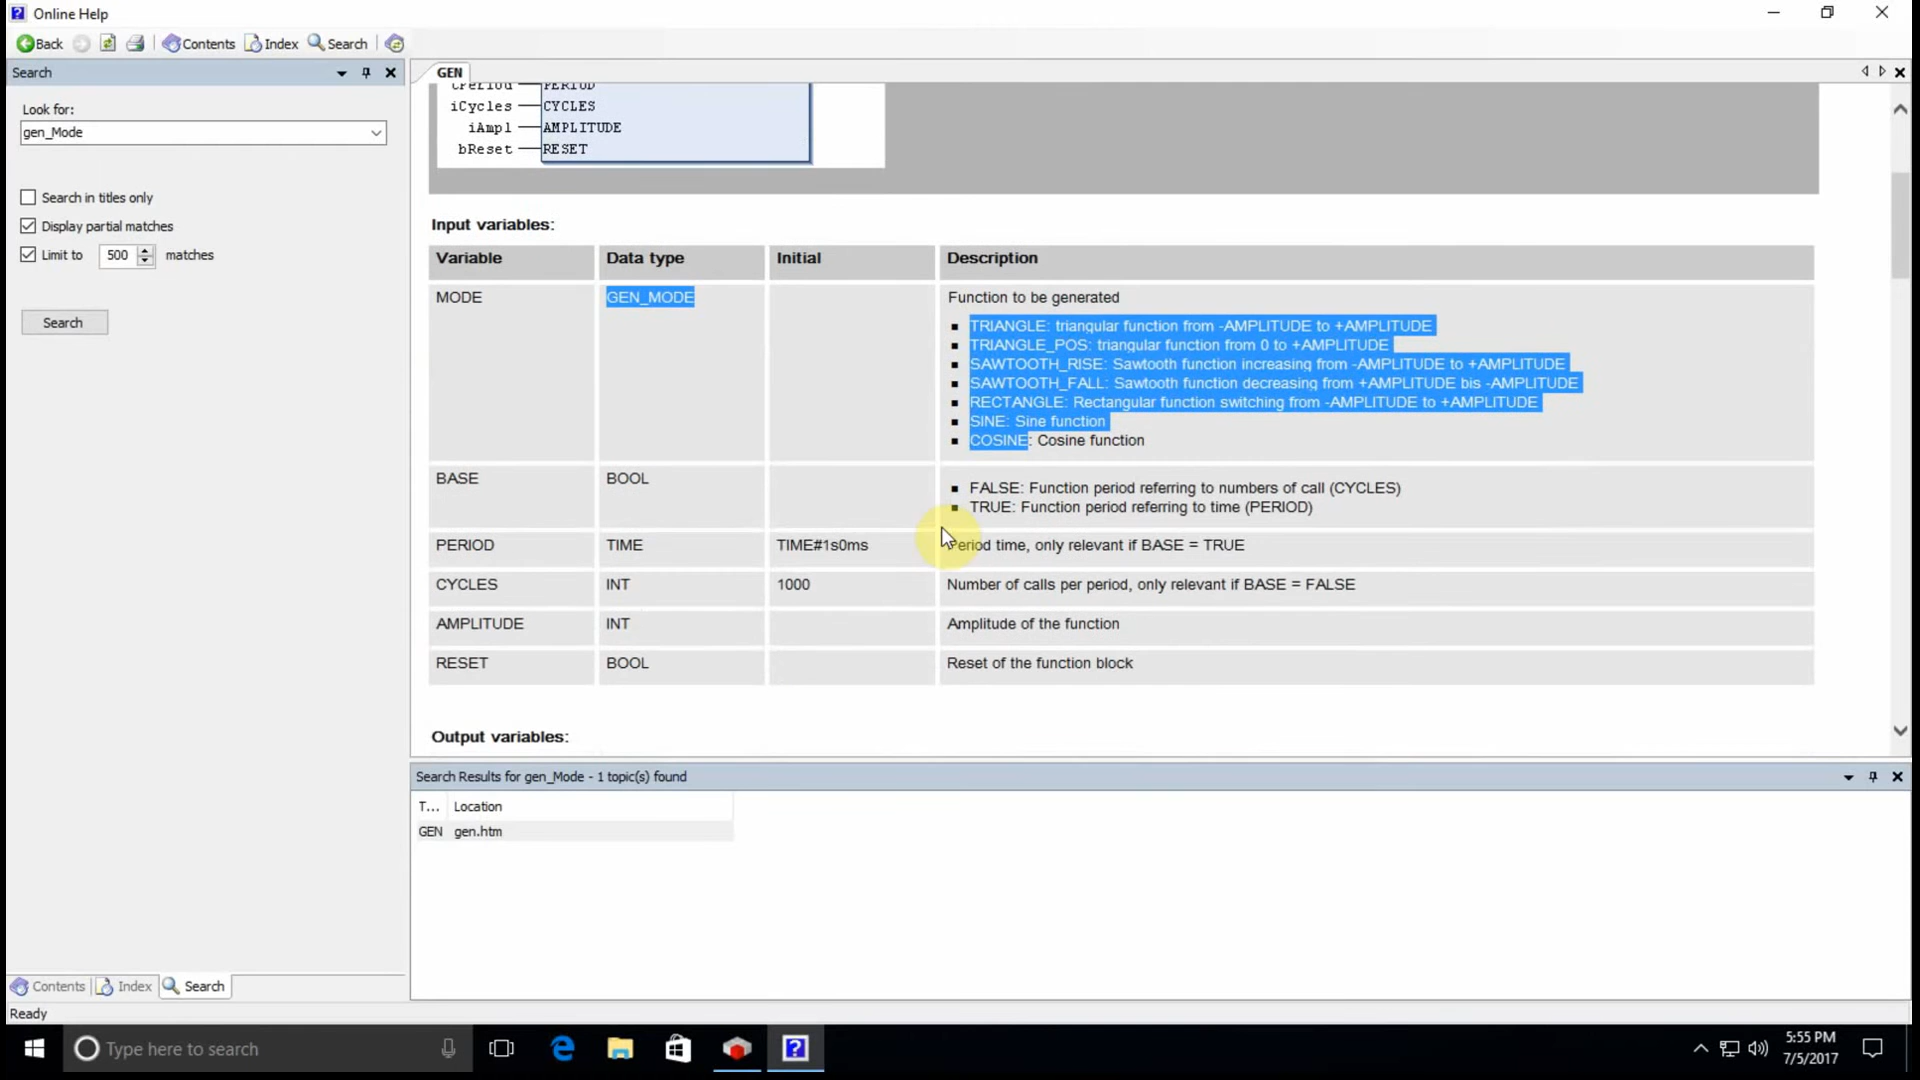 Online Help
Back Contents Index Search
Search
GEN
Look for:
gen_Mode
Search in titles only
Display partial matches
Limit to 500 matches
Search
tPeriod PERIOD
iCycles CYCLES
iAmpl AMPLITUDE
bReset RESET
Input variables:
Variable Data type Initial Description
MODE GEN_MODE Function to be generated
TRIANGLE: triangular function from -AMPLITUDE to +AMPLITUDE
TRIANGLE_POS: triangular function from 0 to +AMPLITUDE
SAWTOOTH_RISE: Sawtooth function increasing from -AMPLITUDE to +AMPLITUDE
SAWTOOTH_FALL: Sawtooth function decreasing from +AMPLITUDE bis -AMPLITUDE
RECTANGLE: Rectangular function switching from -AMPLITUDE to +AMPLITUDE
SINE: Sine function
COSINE: Cosine function
BASE BOOL
FALSE: Function period referring to numbers of call (CYCLES)
TRUE: Function period referring to time (PERIOD)
PERIOD TIME TIME#1s0ms Period time, only relevant if BASE = TRUE
CYCLES INT 1000 Number of calls per period, only relevant if BASE = FALSE
AMPLITUDE INT Amplitude of the function
RESET BOOL Reset of the function block
Output variables:
Search Results for gen_Mode - 1 topic(s) found
T... Location
GEN gen.htm
Contents Index Search
Ready
Type here to search
5:55 PM
7/5/2017